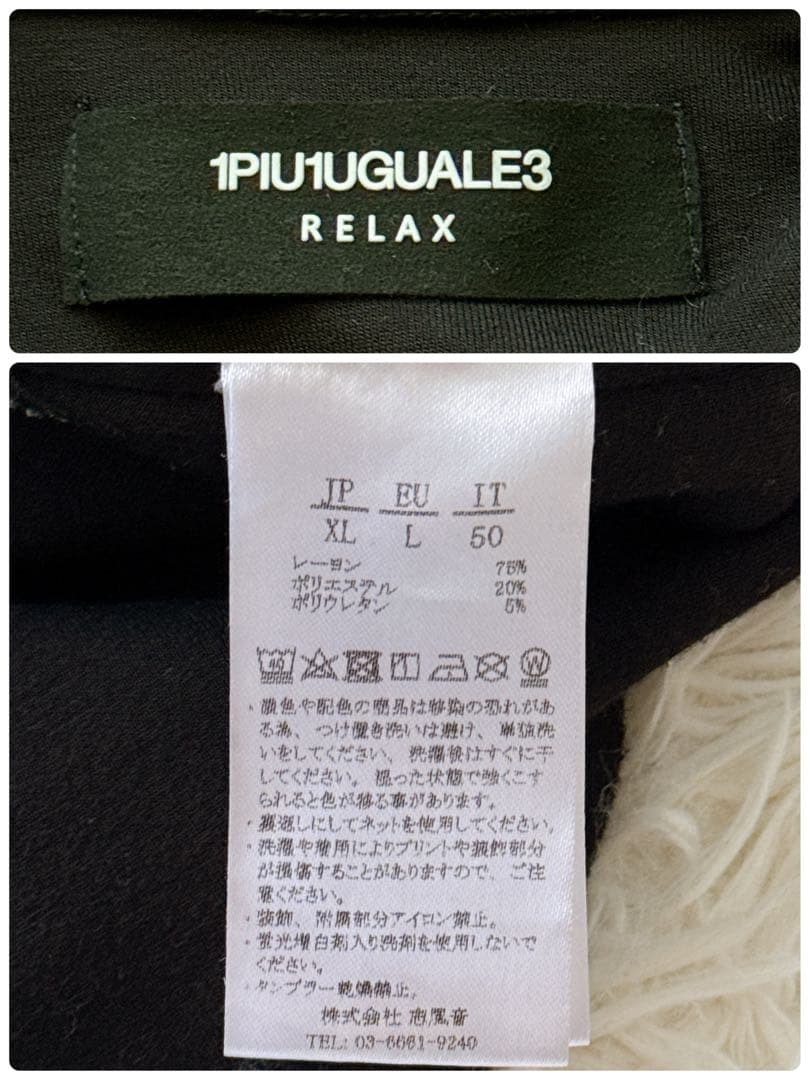 1PIU1UGUALE3
RELAX
JP EU IT
XL L 50
レーヨン 75%
ポリエステル 20%
ポリウレタン 5%
W
・濃色や配色の商品は移染の恐れがあ
る為、つけ置き洗いは避け、単独洗
いをしてください。洗濯後はすぐに干
してください。湿った状態で強くこす
られると色が移る事があります。
・裏返しにしてネットを使用してください。
・洗濯や着用によりプリントや装飾部分
が損傷することがありますので、ご注
意ください。
・装飾、附属部分アイロン禁止。
・蛍光増白剤入り洗剤を使用しないで
ください。
・タンブラー乾燥禁止。
株式会社 志風音
TEL: 03-6661-9240